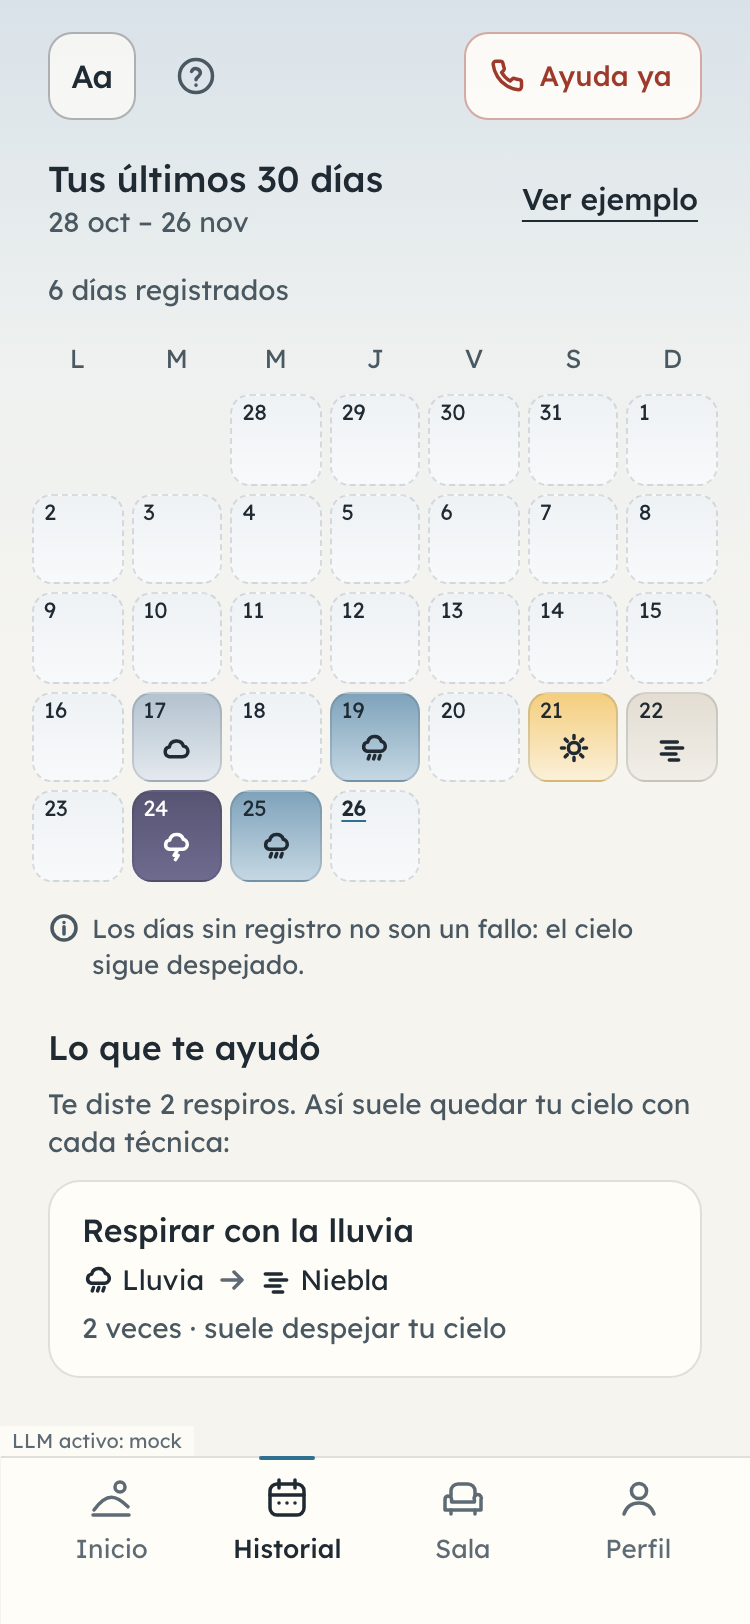 Aa
Ayuda ya
Tus últimos 30 días
Ver ejemplo
28 oct – 26 nov
6 días registrados
L M M J V S D
28 29 30 31 1
2 3 4 5 6 7 8
9 10 11 12 13 14 15
16 17 18 19 20 21 22
23 24 25 26
Los días sin registro no son un fallo: el cielo
sigue despejado.
Lo que te ayudó
Te diste 2 respiros. Así suele quedar tu cielo con
cada técnica:
Respirar con la lluvia
Lluvia → Niebla
2 veces · suele despejar tu cielo
LLM activo: mock
Inicio Historial Sala Perfil